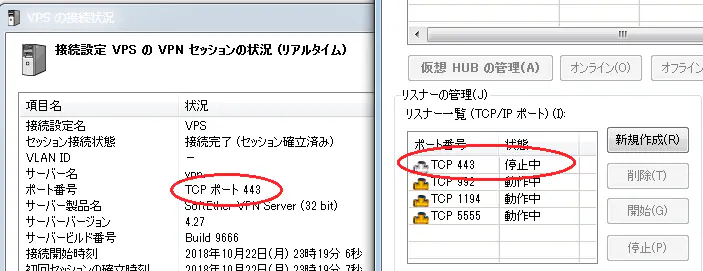 VPS の接続状況
接続設定 VPS の VPN セッションの状況 (リアルタイム)
項目名 状況
接続設定名 VPS
セッション接続状態 接続完了 (セッション確立済み)
VLAN ID -
サーバー名 vpn
ポート番号 TCP ポート 443
サーバー製品名 SoftEther VPN Server (32 bit)
サーバーバージョン 4.27
サーバービルド番号 Build 9666
接続開始時刻 2018年10月22日(月) 23時19分 6秒
初回セッションの確立時刻 2018年10月22日(月) 23時19分 7秒
仮想 HUB の管理(A) オンライン(O) オフライン
リスナーの管理(J)
リスナー一覧 (TCP/IP ポート) (I):
ポート番号 状態
TCP 443 停止中
TCP 992 動作中
TCP 1194 動作中
TCP 5555 動作中
新規作成(R)
削除(T)
開始(G)
停止(P)